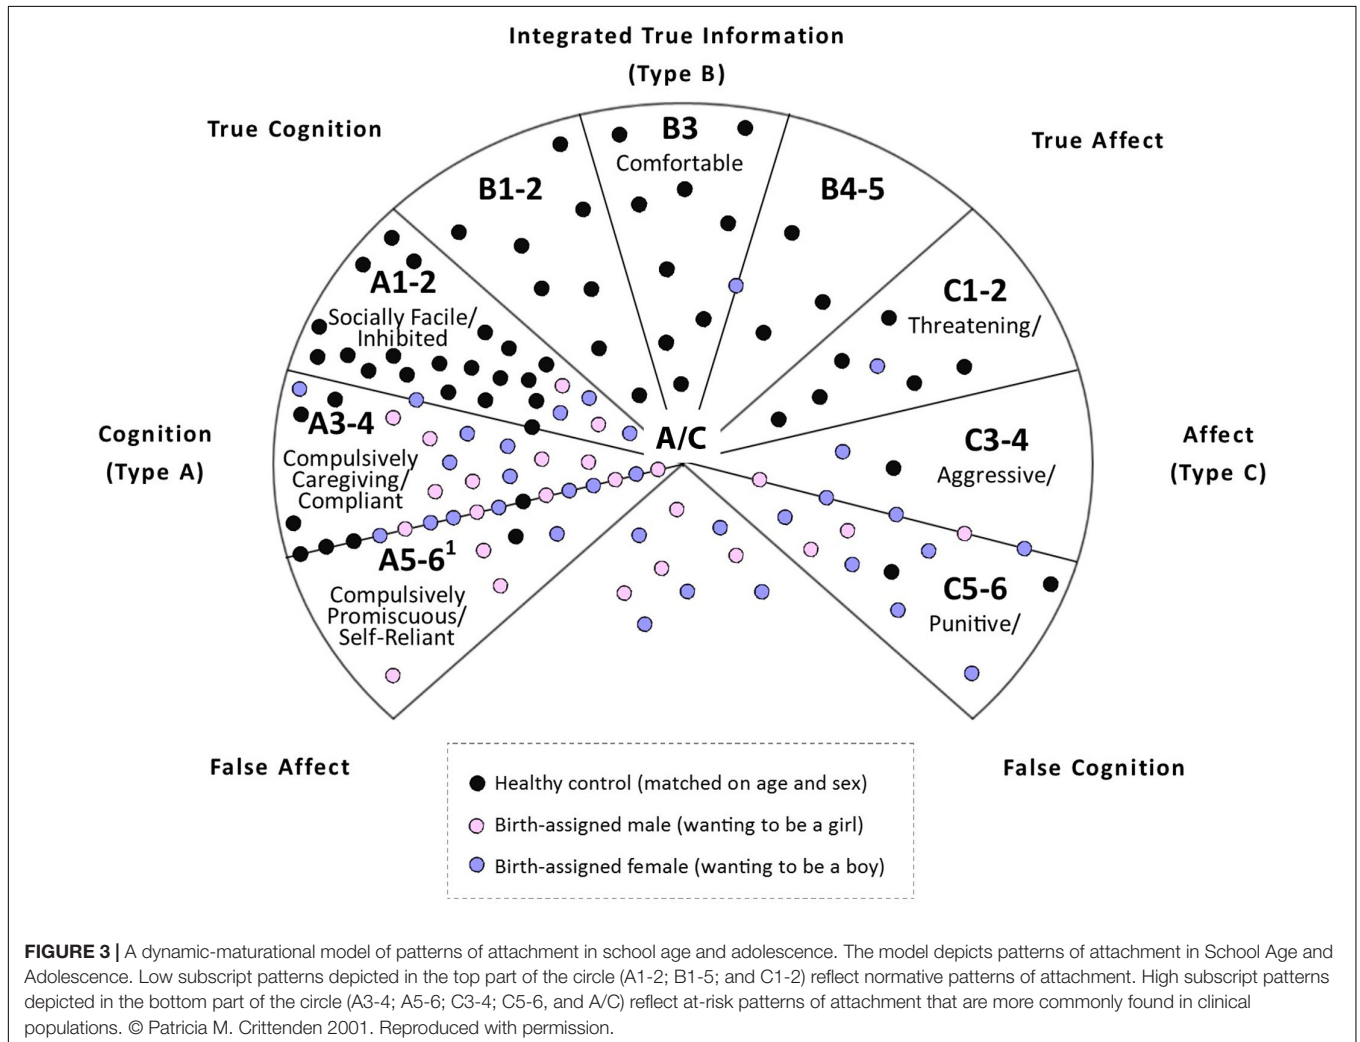 Integrated True Information
(Type B)
True Cognition
True Affect
B3
Comfortable
B1-2
B4-5
A1-2
Socially Facile/
Inhibited
C1-2
Threatening/
A/C
Cognition
(Type A)
A3-4
Compulsively
Caregiving/
Compliant
C3-4
Aggressive/
Affect
(Type C)
A5-6¹
Compulsively
Promiscuous/
Self-Reliant
C5-6
Punitive/
False Affect
False Cognition
Healthy control (matched on age and sex)
Birth-assigned male (wanting to be a girl)
Birth-assigned female (wanting to be a boy)
FIGURE 3 | A dynamic-maturational model of patterns of attachment in school age and adolescence. The model depicts patterns of attachment in School Age and
Adolescence. Low subscript patterns depicted in the top part of the circle (A1-2; B1-5; and C1-2) reflect normative patterns of attachment. High subscript patterns
depicted in the bottom part of the circle (A3-4; A5-6; C3-4; C5-6, and A/C) reflect at-risk patterns of attachment that are more commonly found in clinical
populations. © Patricia M. Crittenden 2001. Reproduced with permission.